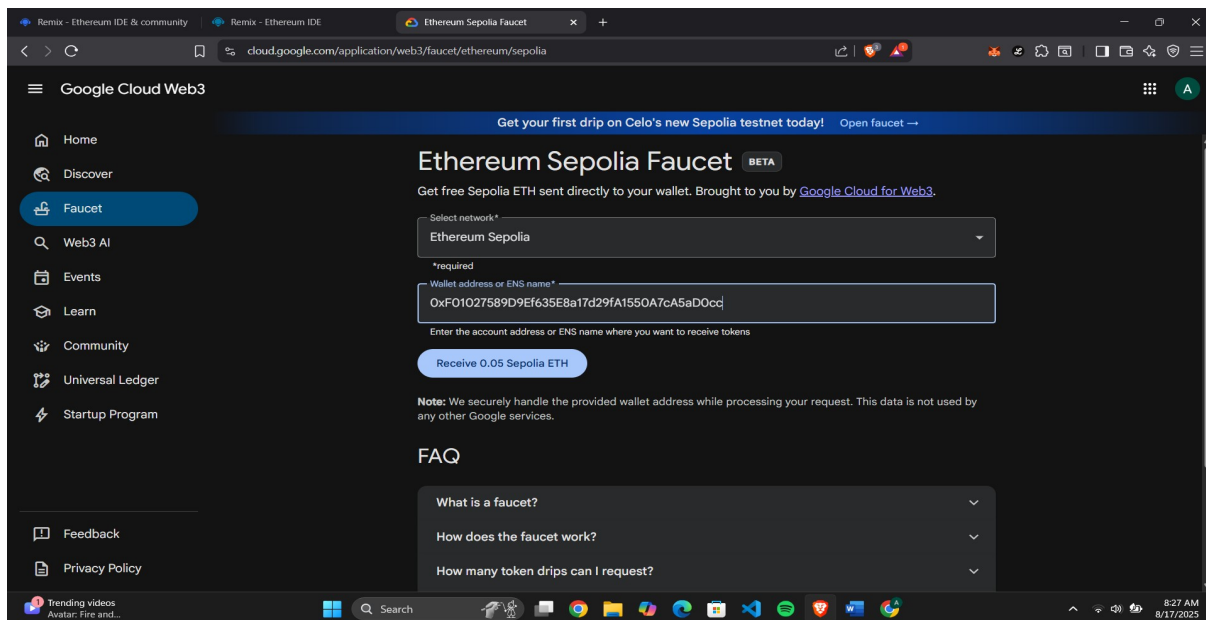 Remix - Ethereum IDE & community
Remix - Ethereum IDE
Ethereum Sepolia Faucet
cloud.google.com/application/web3/faucet/ethereum/sepolia
Google Cloud Web3
A
Get your first drip on Celo's new Sepolia testnet today! Open faucet →
Home
Discover
Faucet
Web3 AI
Events
Learn
Community
Universal Ledger
Startup Program
Feedback
Privacy Policy
Ethereum Sepolia Faucet BETA
Get free Sepolia ETH sent directly to your wallet. Brought to you by Google Cloud for Web3.
Select network*
Ethereum Sepolia
*required
Wallet address or ENS name*
0xF01027589D9Ef635E8a17d29fA1550A7cA5aD0cc
Enter the account address or ENS name where you want to receive tokens
Receive 0.05 Sepolia ETH
Note: We securely handle the provided wallet address while processing your request. This data is not used by
any other Google services.
FAQ
What is a faucet?
How does the faucet work?
How many token drips can I request?
1
Trending videos
Avatar: Fire and...
Search
8:27 AM
8/17/2025